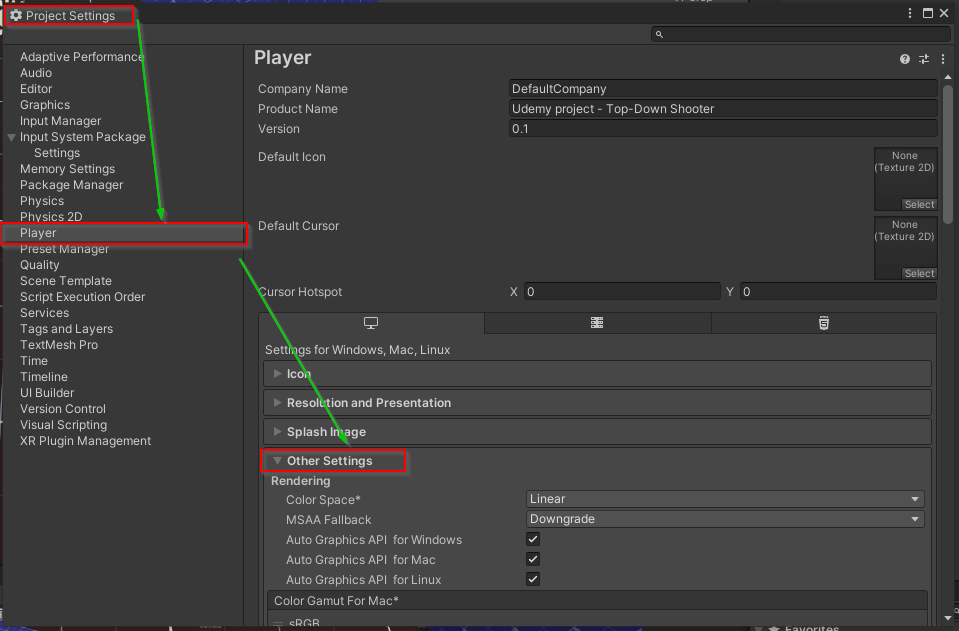 Project Settings
Adaptive Performance
Audio
Editor
Graphics
Input Manager
Input System Package
Settings
Memory Settings
Package Manager
Physics
Physics 2D
Player
Preset Manager
Quality
Scene Template
Script Execution Order
Services
Tags and Layers
TextMesh Pro
Time
Timeline
UI Builder
Version Control
Visual Scripting
XR Plugin Management
Player
Company Name DefaultCompany
Product Name Udemy project - Top-Down Shooter
Version 0.1
Default Icon
None
(Texture 2D)
Select
Default Cursor
None
(Texture 2D)
Select
Cursor Hotspot X 0 Y 0
Settings for Windows, Mac, Linux
Icon
Resolution and Presentation
Splash Image
Other Settings
Rendering
Color Space* Linear
MSAA Fallback Downgrade
Auto Graphics API for Windows
Auto Graphics API for Mac
Auto Graphics API for Linux
Color Gamut For Mac*
sRGB
Favorites